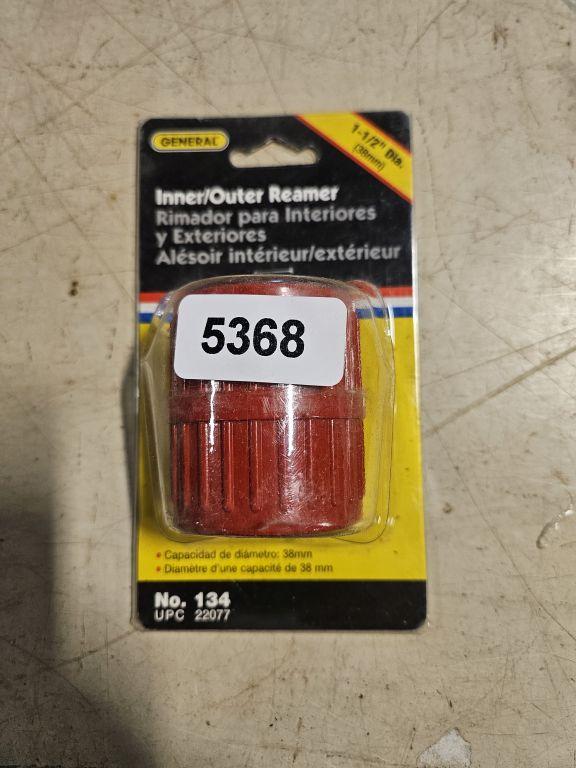 GENERAL
1-1/2" Dia.
(38mm)
Inner/Outer Reamer
Rimador para Interiores
y Exteriores
Alésoir intérieur/extérieur
5368
• Capacidad de diámetro: 38mm
• Diamètre d'une capacité de 38 mm
No. 134
UPC 22077